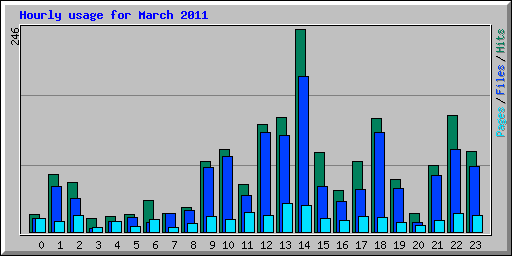 Hourly usage for March 2011
246
Pages/Files/Hits
0 1 2 3 4 5 6 7 8 9 10 11 12 13 14 15 16 17 18 19 20 21 22 23